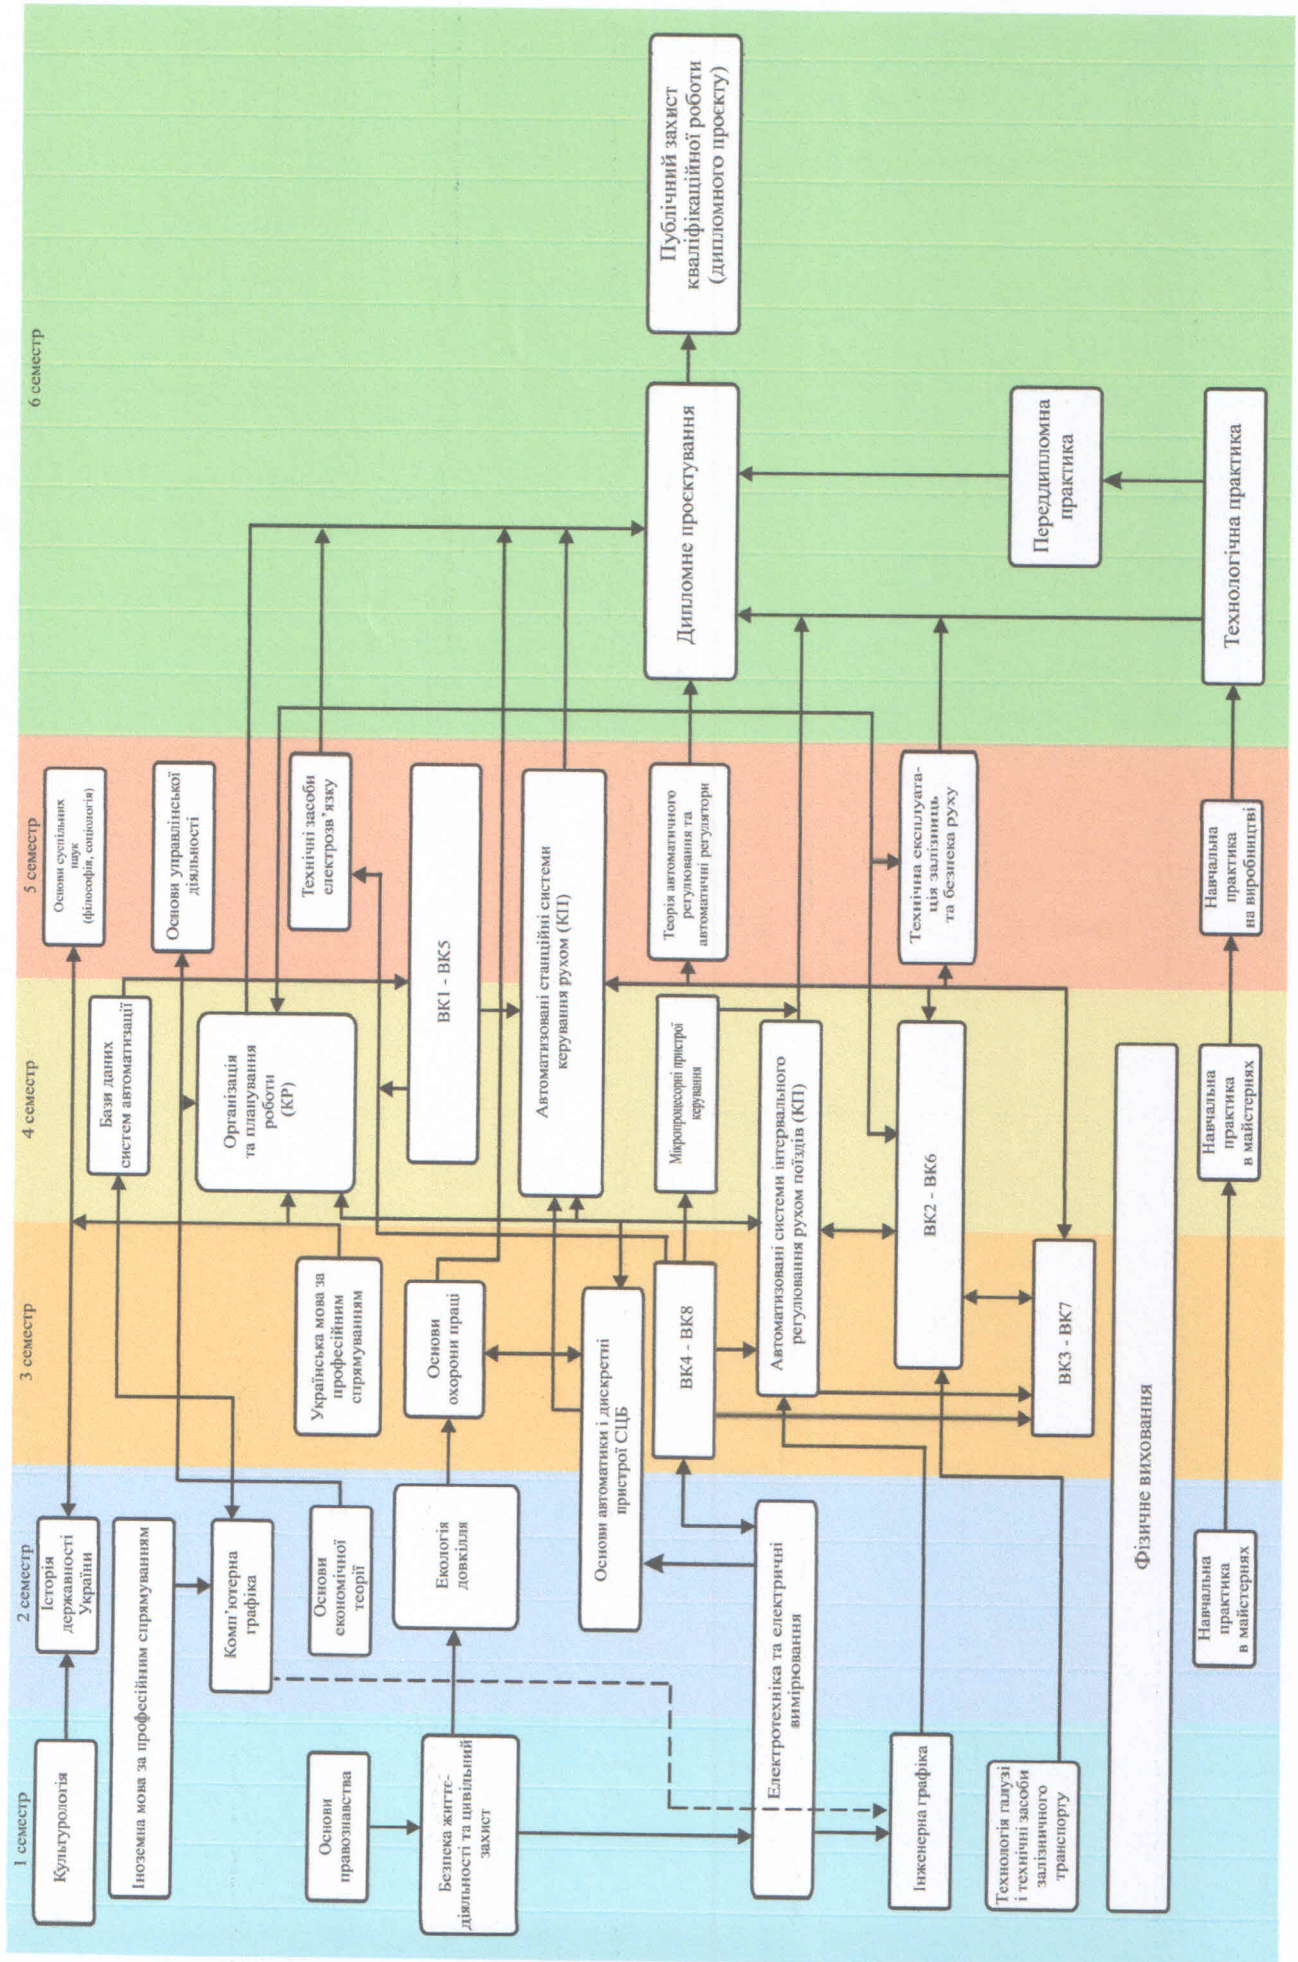 1 семестр
2 семестр
3 семестр
4 семестр
5 семестр
6 семестр
Культурологія
Історія
державності
України
Основи суспільних
наук
(філософія, соціологія)
Іноземна мова за професійним спрямуванням
Бази даних
систем автоматизації
Основи управлінської
діяльності
Комп’ютерна
графіка
Організація
та планування
роботи
(КР)
Основи
правознавства
Основи
економічної
теорії
Українська мова за
професійним
спрямуванням
Технічні засоби
електрозв’язку
Безпека життє-
діяльності та цивільний
захист
Екологія
довкілля
Основи
охорони праці
ВК1 - ВК5
Основи автоматики і дискретні
пристрої СЦБ
Автоматизовані станційні системи
керування рухом (КП)
ВК4 - ВК8
Мікропроцесорні пристрої
керування
Теорія автоматичного
регулювання та
автоматичні регулятори
Дипломне проєктування
Публічний захист
кваліфікаційної роботи
(дипломного проєкту)
Електротехніка та електричні
вимірювання
Автоматизовані системи інтервального
регулювання рухом поїздів (КП)
Інженерна графіка
ВК2 - ВК6
Технічна експлуата-
ція залізниць
та безпека руху
Технологія галузі
і технічні засоби
залізничного
транспорту
ВК3 - ВК7
Переддипломна
практика
Фізичне виховання
Навчальна
практика
в майстернях
Навчальна
практика
в майстернях
Навчальна
практика
на виробництві
Технологічна практика